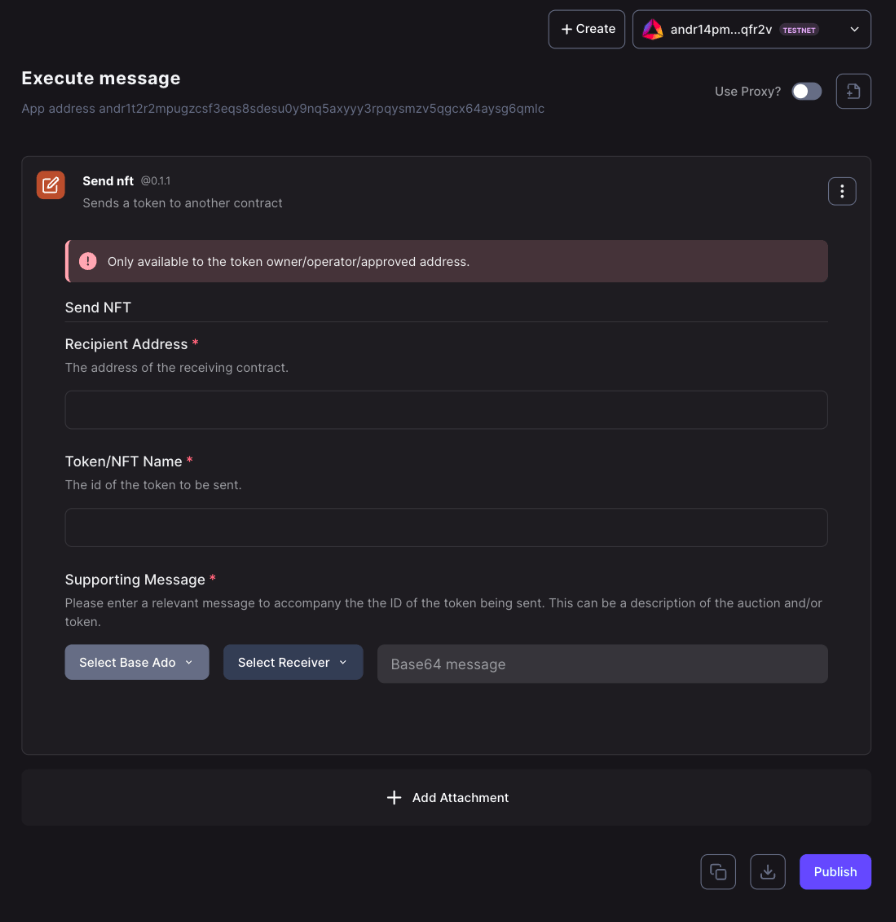 + Create
andr14pm...qfr2v TESTNET
Execute message
Use Proxy?
App address andr1t2r2mpugzcsf3eqs8sdesu0y9nq5axyyy3rpqysmzv5qgcx64aysg6qmlc
Send nft @0.1.1
Sends a token to another contract
Only available to the token owner/operator/approved address.
Send NFT
Recipient Address *
The address of the receiving contract.
Token/NFT Name *
The id of the token to be sent.
Supporting Message *
Please enter a relevant message to accompany the the ID of the token being sent. This can be a description of the auction and/or
token.
Select Base Ado
Select Receiver
Base64 message
Add Attachment
Publish